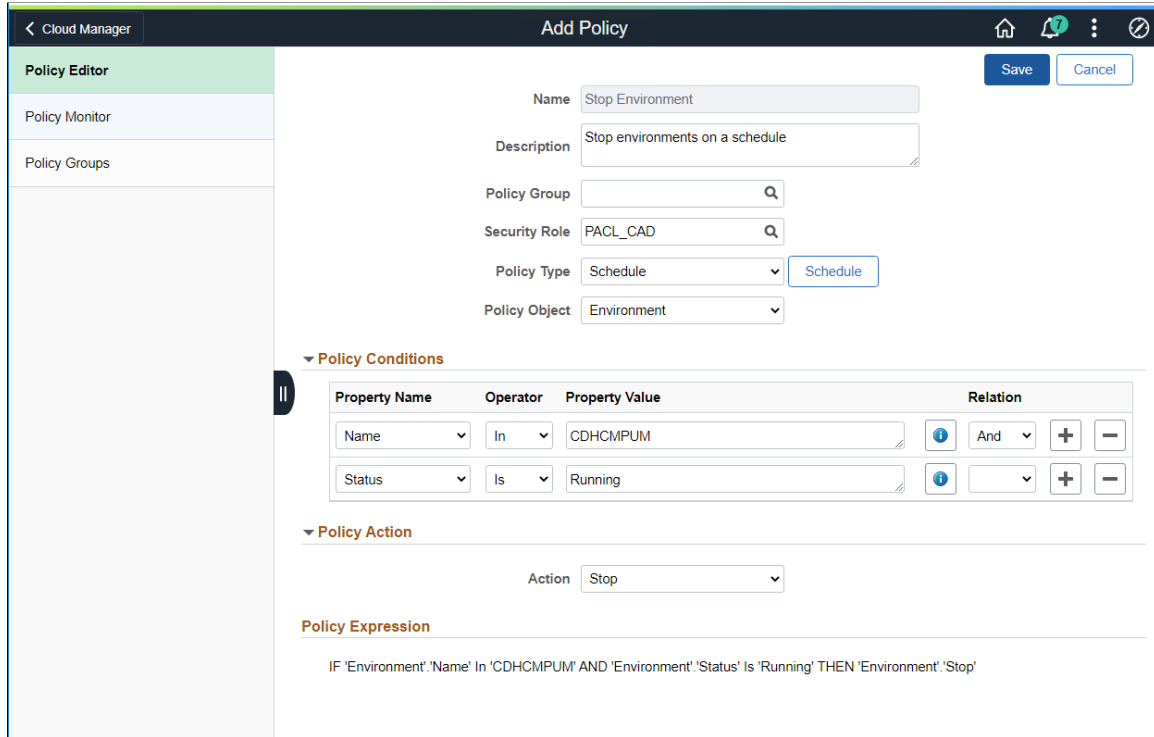 Cloud Manager
Add Policy
7
Policy Editor
Policy Monitor
Policy Groups
Save
Cancel
Name Stop Environment
Description Stop environments on a schedule
Policy Group
Security Role PACL_CAD
Policy Type Schedule Schedule
Policy Object Environment
Policy Conditions
Property Name Operator Property Value Relation
Name In CDHCMPUM And
Status Is Running
Policy Action
Action Stop
Policy Expression
IF 'Environment'.'Name' In 'CDHCMPUM' AND 'Environment'.'Status' Is 'Running' THEN 'Environment'.'Stop'